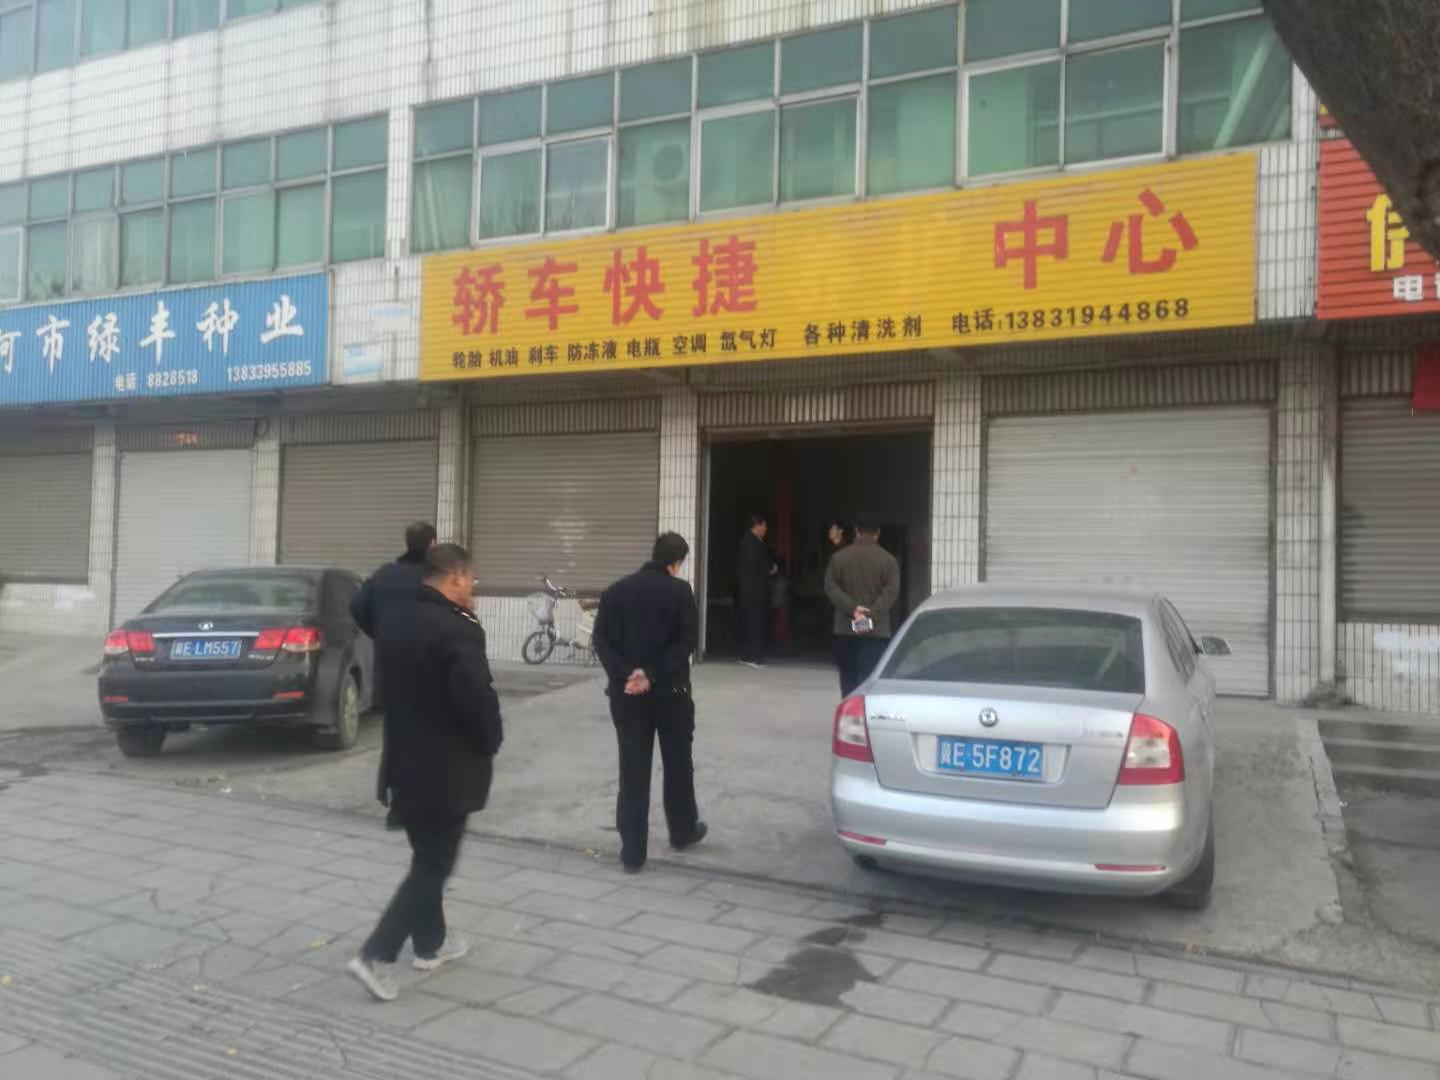 河市绿丰种业
电话 8828518 13833955885
轿车快捷 中心
轮胎 机油 刹车 防冻液 电瓶 空调 氙气灯 各种清洗剂 电话:13831944868
电
冀E·LM557
冀E·5F872